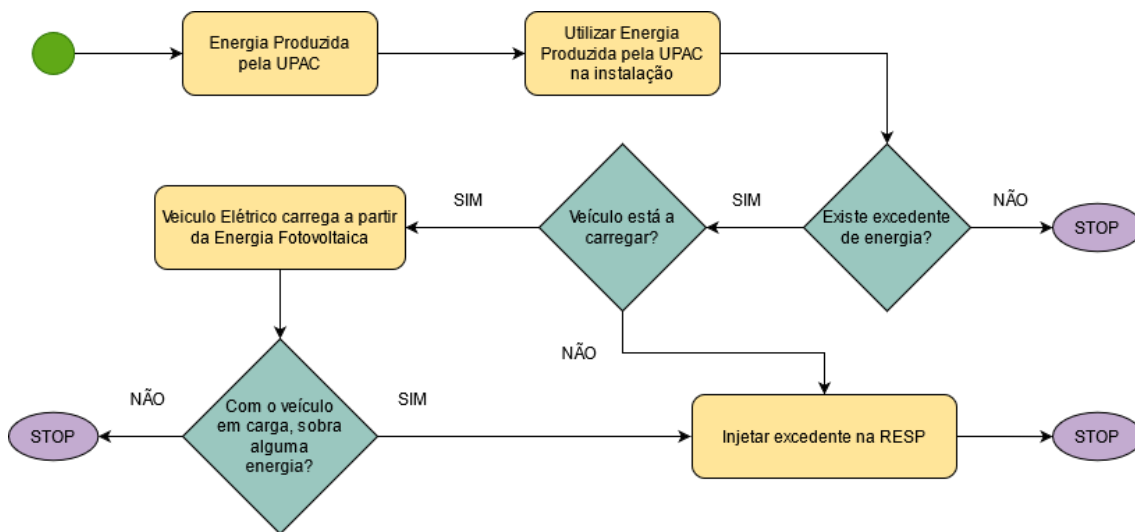 Energia Produzida
pela UPAC
Utilizar Energia
Produzida pela UPAC
na instalação
Existe excedente
de energia?
NÃO
STOP
SIM
Veículo está a
carregar?
SIM
Veiculo Elétrico carrega a partir
da Energia Fotovoltaica
NÃO
Com o veículo
em carga, sobra
alguma
energia?
NÃO
STOP
SIM
Injetar excedente na RESP
STOP